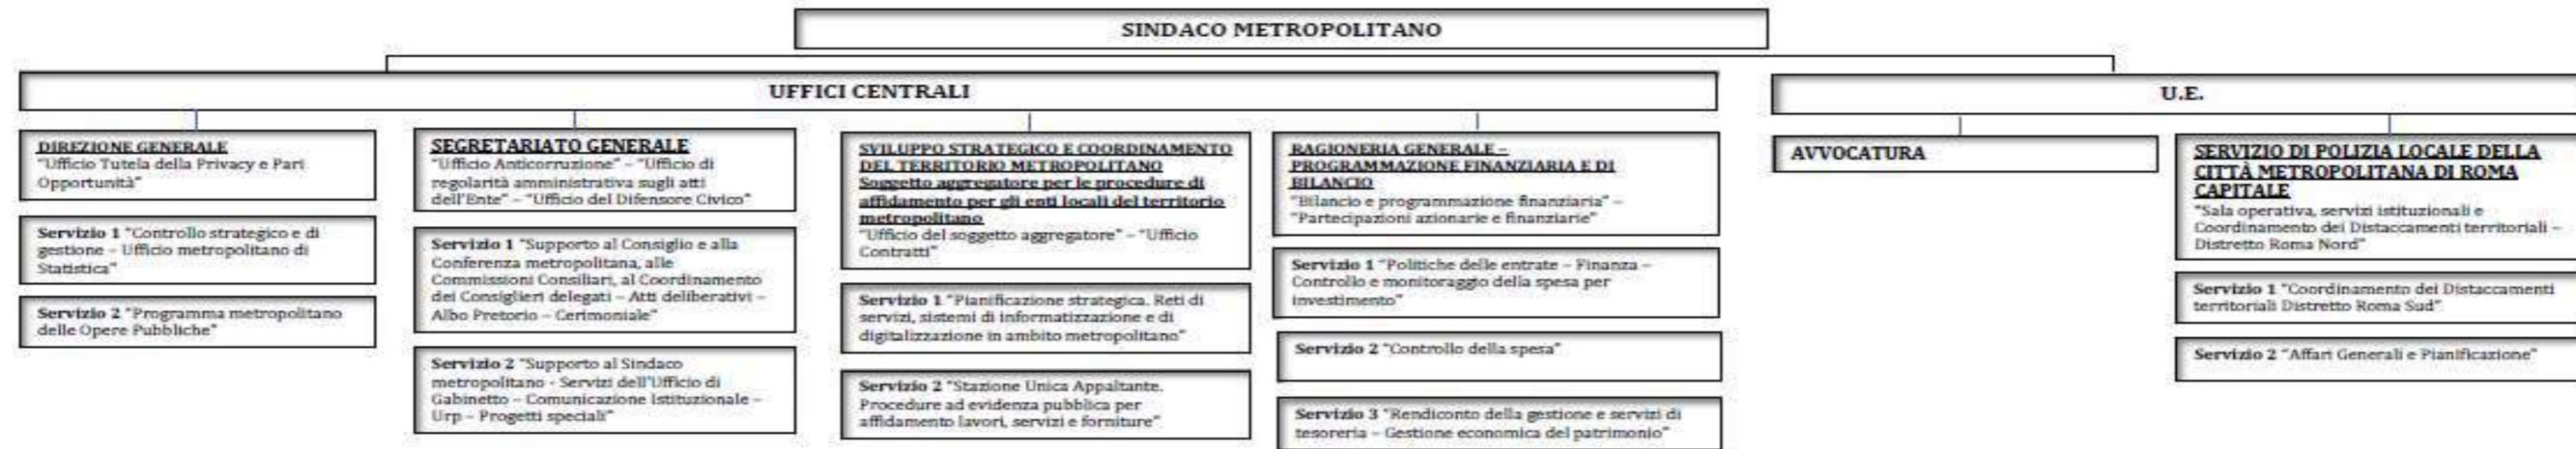 SINDACO METROPOLITANO
UFFICI CENTRALI
U.E.
DIREZIONE GENERALE
"Ufficio Tutela della Privacy e Pari
Opportunità"
Servizio 1 "Controllo strategico e di
gestione – Ufficio metropolitano di
Statistica"
Servizio 2 "Programma metropolitano
delle Opere Pubbliche"
SEGRETARIATO GENERALE
"Ufficio Anticorruzione" – "Ufficio di
regolarità amministrativa sugli atti
dell'Ente" – "Ufficio del Difensore Civico"
Servizio 1 "Supporto al Consiglio e alla
Conferenza metropolitana, alle
Commissioni Consiliari, al Coordinamento
dei Consiglieri delegati – Atti deliberativi –
Albo Pretorio – Cerimoniale"
Servizio 2 "Supporto al Sindaco
metropolitano - Servizi dell'Ufficio di
Gabinetto – Comunicazione Istituzionale –
Urp – Progetti speciali"
SVILUPPO STRATEGICO E COORDINAMENTO
DEL TERRITORIO METROPOLITANO
Soggetto aggregatore per le procedure di
affidamento per gli enti locali del territorio
metropolitano
"Ufficio del soggetto aggregatore" – "Ufficio
Contratti"
Servizio 1 "Pianificazione strategica. Reti di
servizi, sistemi di informatizzazione e di
digitalizzazione in ambito metropolitano"
Servizio 2 "Stazione Unica Appaltante.
Procedure ad evidenza pubblica per
affidamento lavori, servizi e forniture"
RAGIONERIA GENERALE –
PROGRAMMAZIONE FINANZIARIA E DI
BILANCIO
"Bilancio e programmazione finanziaria" –
"Partecipazioni azionarie e finanziarie"
Servizio 1 "Politiche delle entrate – Finanza –
Controllo e monitoraggio della spesa per
investimento"
Servizio 2 "Controllo della spesa"
Servizio 3 "Rendiconto della gestione e servizi di
tesoreria – Gestione economica del patrimonio"
AVVOCATURA
SERVIZIO DI POLIZIA LOCALE DELLA
CITTÀ METROPOLITANA DI ROMA
CAPITALE
"Sala operativa, servizi istituzionali e
Coordinamento dei Distaccamenti territoriali –
Distretto Roma Nord"
Servizio 1 "Coordinamento dei Distaccamenti
territoriali Distretto Roma Sud"
Servizio 2 "Affari Generali e Pianificazione"